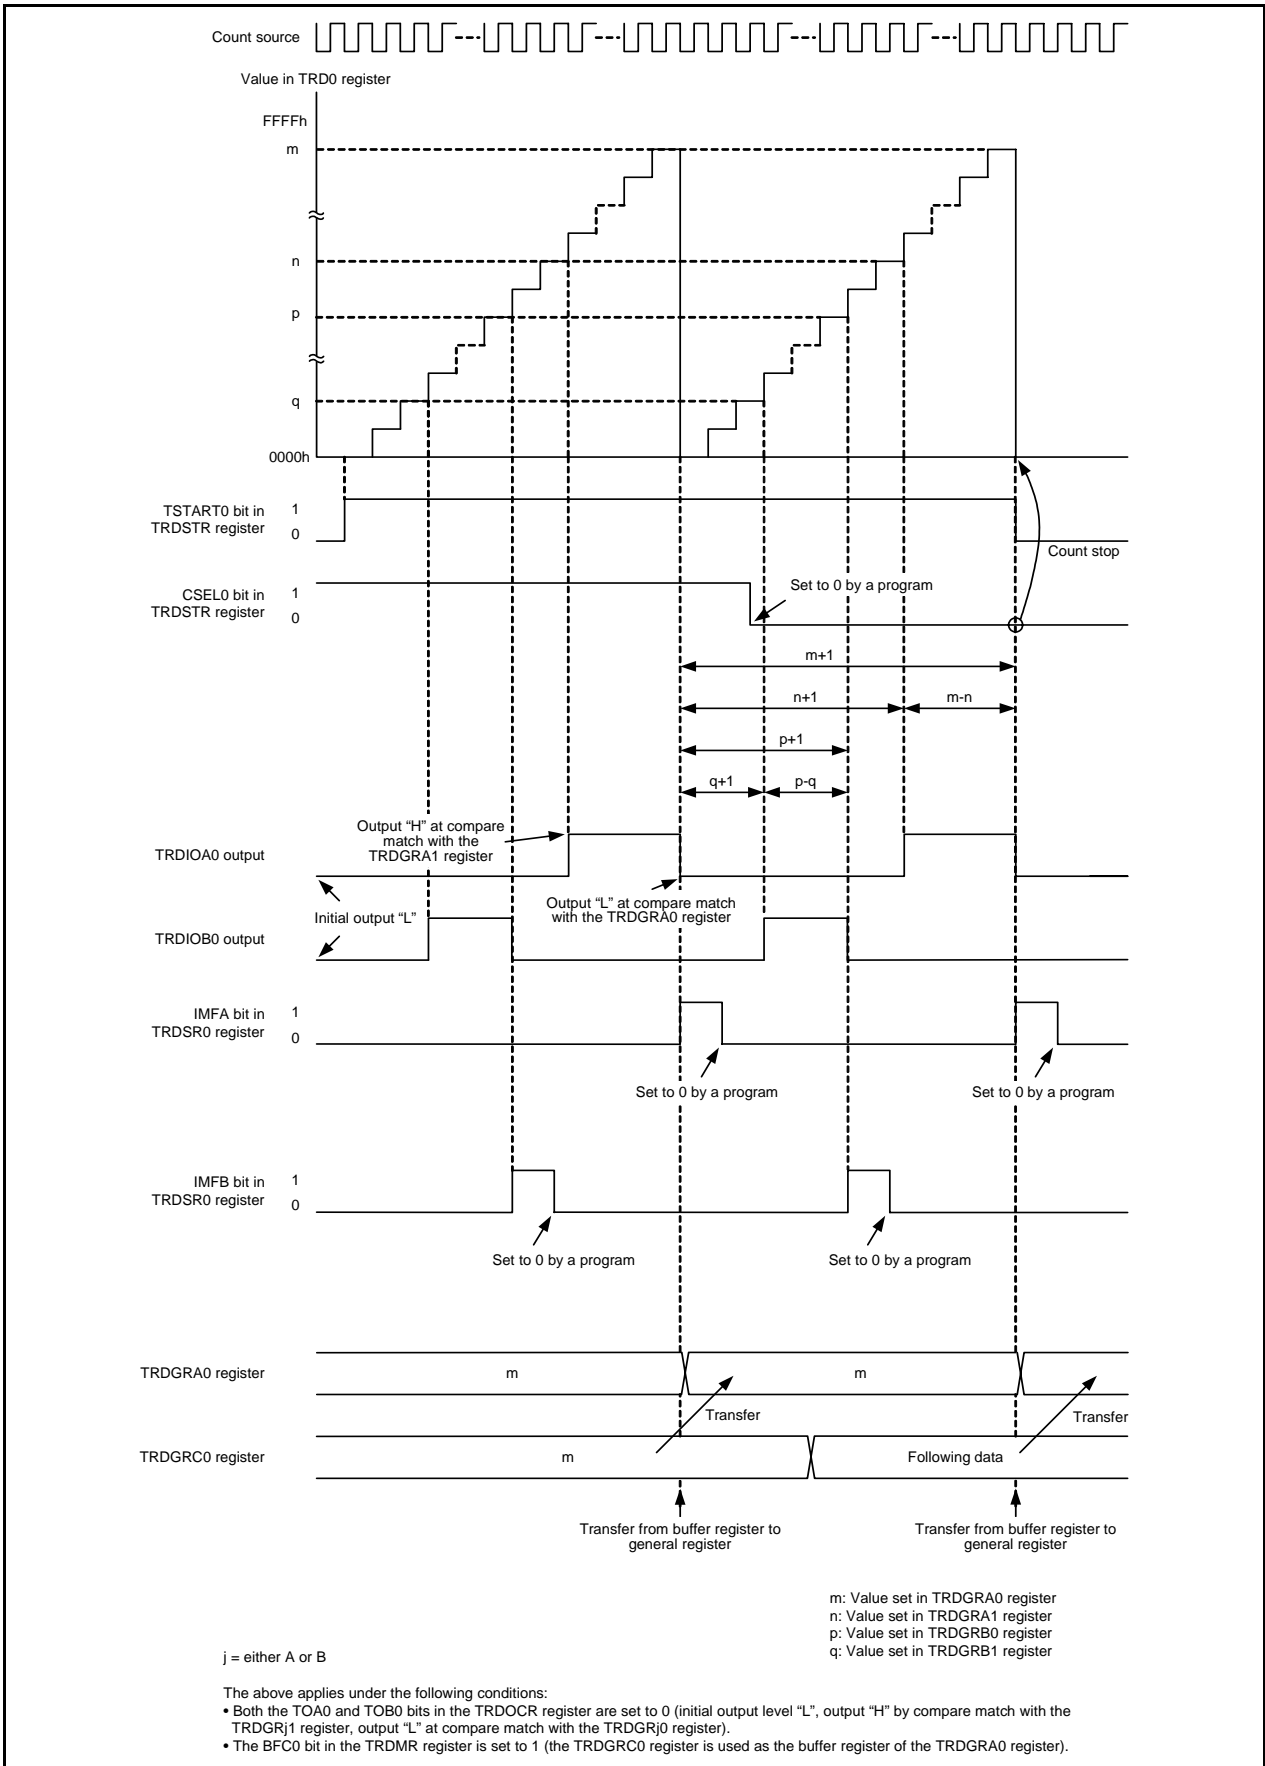 Count source
Value in TRD0 register
FFFFh
m
n
p
q
0000h
TSTART0 bit in
TRDSTR register
1
0
Count stop
CSEL0 bit in
TRDSTR register
1
0
Set to 0 by a program
m+1
n+1
m-n
p+1
q+1
p-q
Output “H” at compare
match with the
TRDGRA1 register
TRDIOA0 output
Output “L” at compare match
with the TRDGRA0 register
Initial output “L”
TRDIOB0 output
IMFA bit in
TRDSR0 register
1
0
Set to 0 by a program
Set to 0 by a program
IMFB bit in
TRDSR0 register
1
0
Set to 0 by a program
Set to 0 by a program
TRDGRA0 register
m
m
Transfer
Transfer
TRDGRC0 register
m
Following data
Transfer from buffer register to
general register
Transfer from buffer register to
general register
m: Value set in TRDGRA0 register
n: Value set in TRDGRA1 register
p: Value set in TRDGRB0 register
q: Value set in TRDGRB1 register
j = either A or B
The above applies under the following conditions:
• Both the TOA0 and TOB0 bits in the TRDOCR register are set to 0 (initial output level “L”, output “H” by compare match with the
TRDGRj1 register, output “L” at compare match with the TRDGRj0 register).
• The BFC0 bit in the TRDMR register is set to 1 (the TRDGRC0 register is used as the buffer register of the TRDGRA0 register).